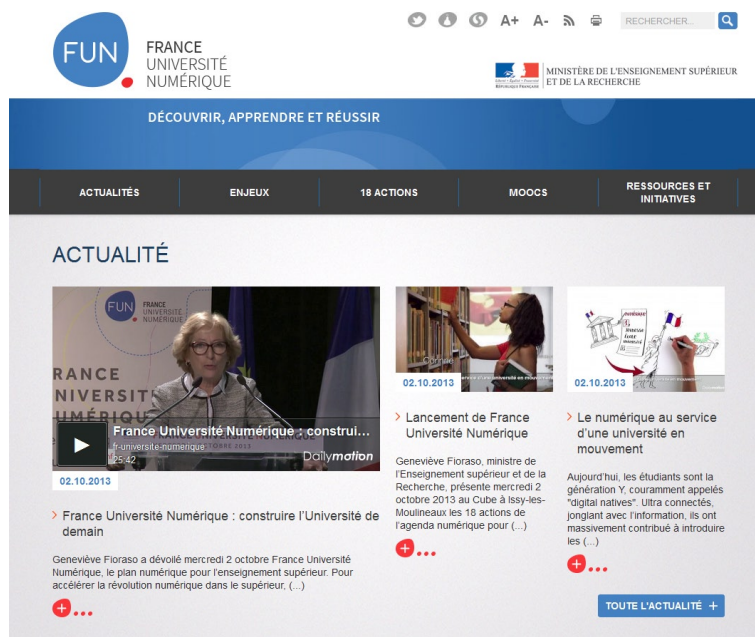 A+ A- RECHERCHER...
FUN FRANCE
UNIVERSITÉ
NUMÉRIQUE
MINISTÈRE DE L'ENSEIGNEMENT SUPÉRIEUR
ET DE LA RECHERCHE
DÉCOUVRIR, APPRENDRE ET RÉUSSIR
ACTUALITÉS ENJEUX 18 ACTIONS MOOCS RESSOURCES ET
INITIATIVES
ACTUALITÉ
FUN FRANCE
UNIVERSITÉ
NUMÉRIQUE
RANCE
NIVERSIT
UMÉRIQU
France Université Numérique : construi...
fr-universite-numerique
25:42
Dailymotion
02.10.2013
France Université Numérique : construire l'Université de
demain
Geneviève Fioraso a dévoilé mercredi 2 octobre France Université
Numérique, le plan numérique pour l'enseignement supérieur. Pour
accélérer la révolution numérique dans le supérieur, (...)
+...
02.10.2013
Lancement de France
Université Numérique
Geneviève Fioraso, ministre de
l'Enseignement supérieur et de la
Recherche, présente mercredi 2
octobre 2013 au Cube à Issy-les-
Moulineaux les 18 actions de
l'agenda numérique pour (...)
+...
02.10.2013
Le numérique au service
d'une université en
mouvement
Aujourd'hui, les étudiants sont la
génération Y, couramment appelés
"digital natives". Ultra connectés,
jonglant avec l'information, ils ont
massivement contribué à introduire
les (...)
+...
TOUTE L'ACTUALITÉ +